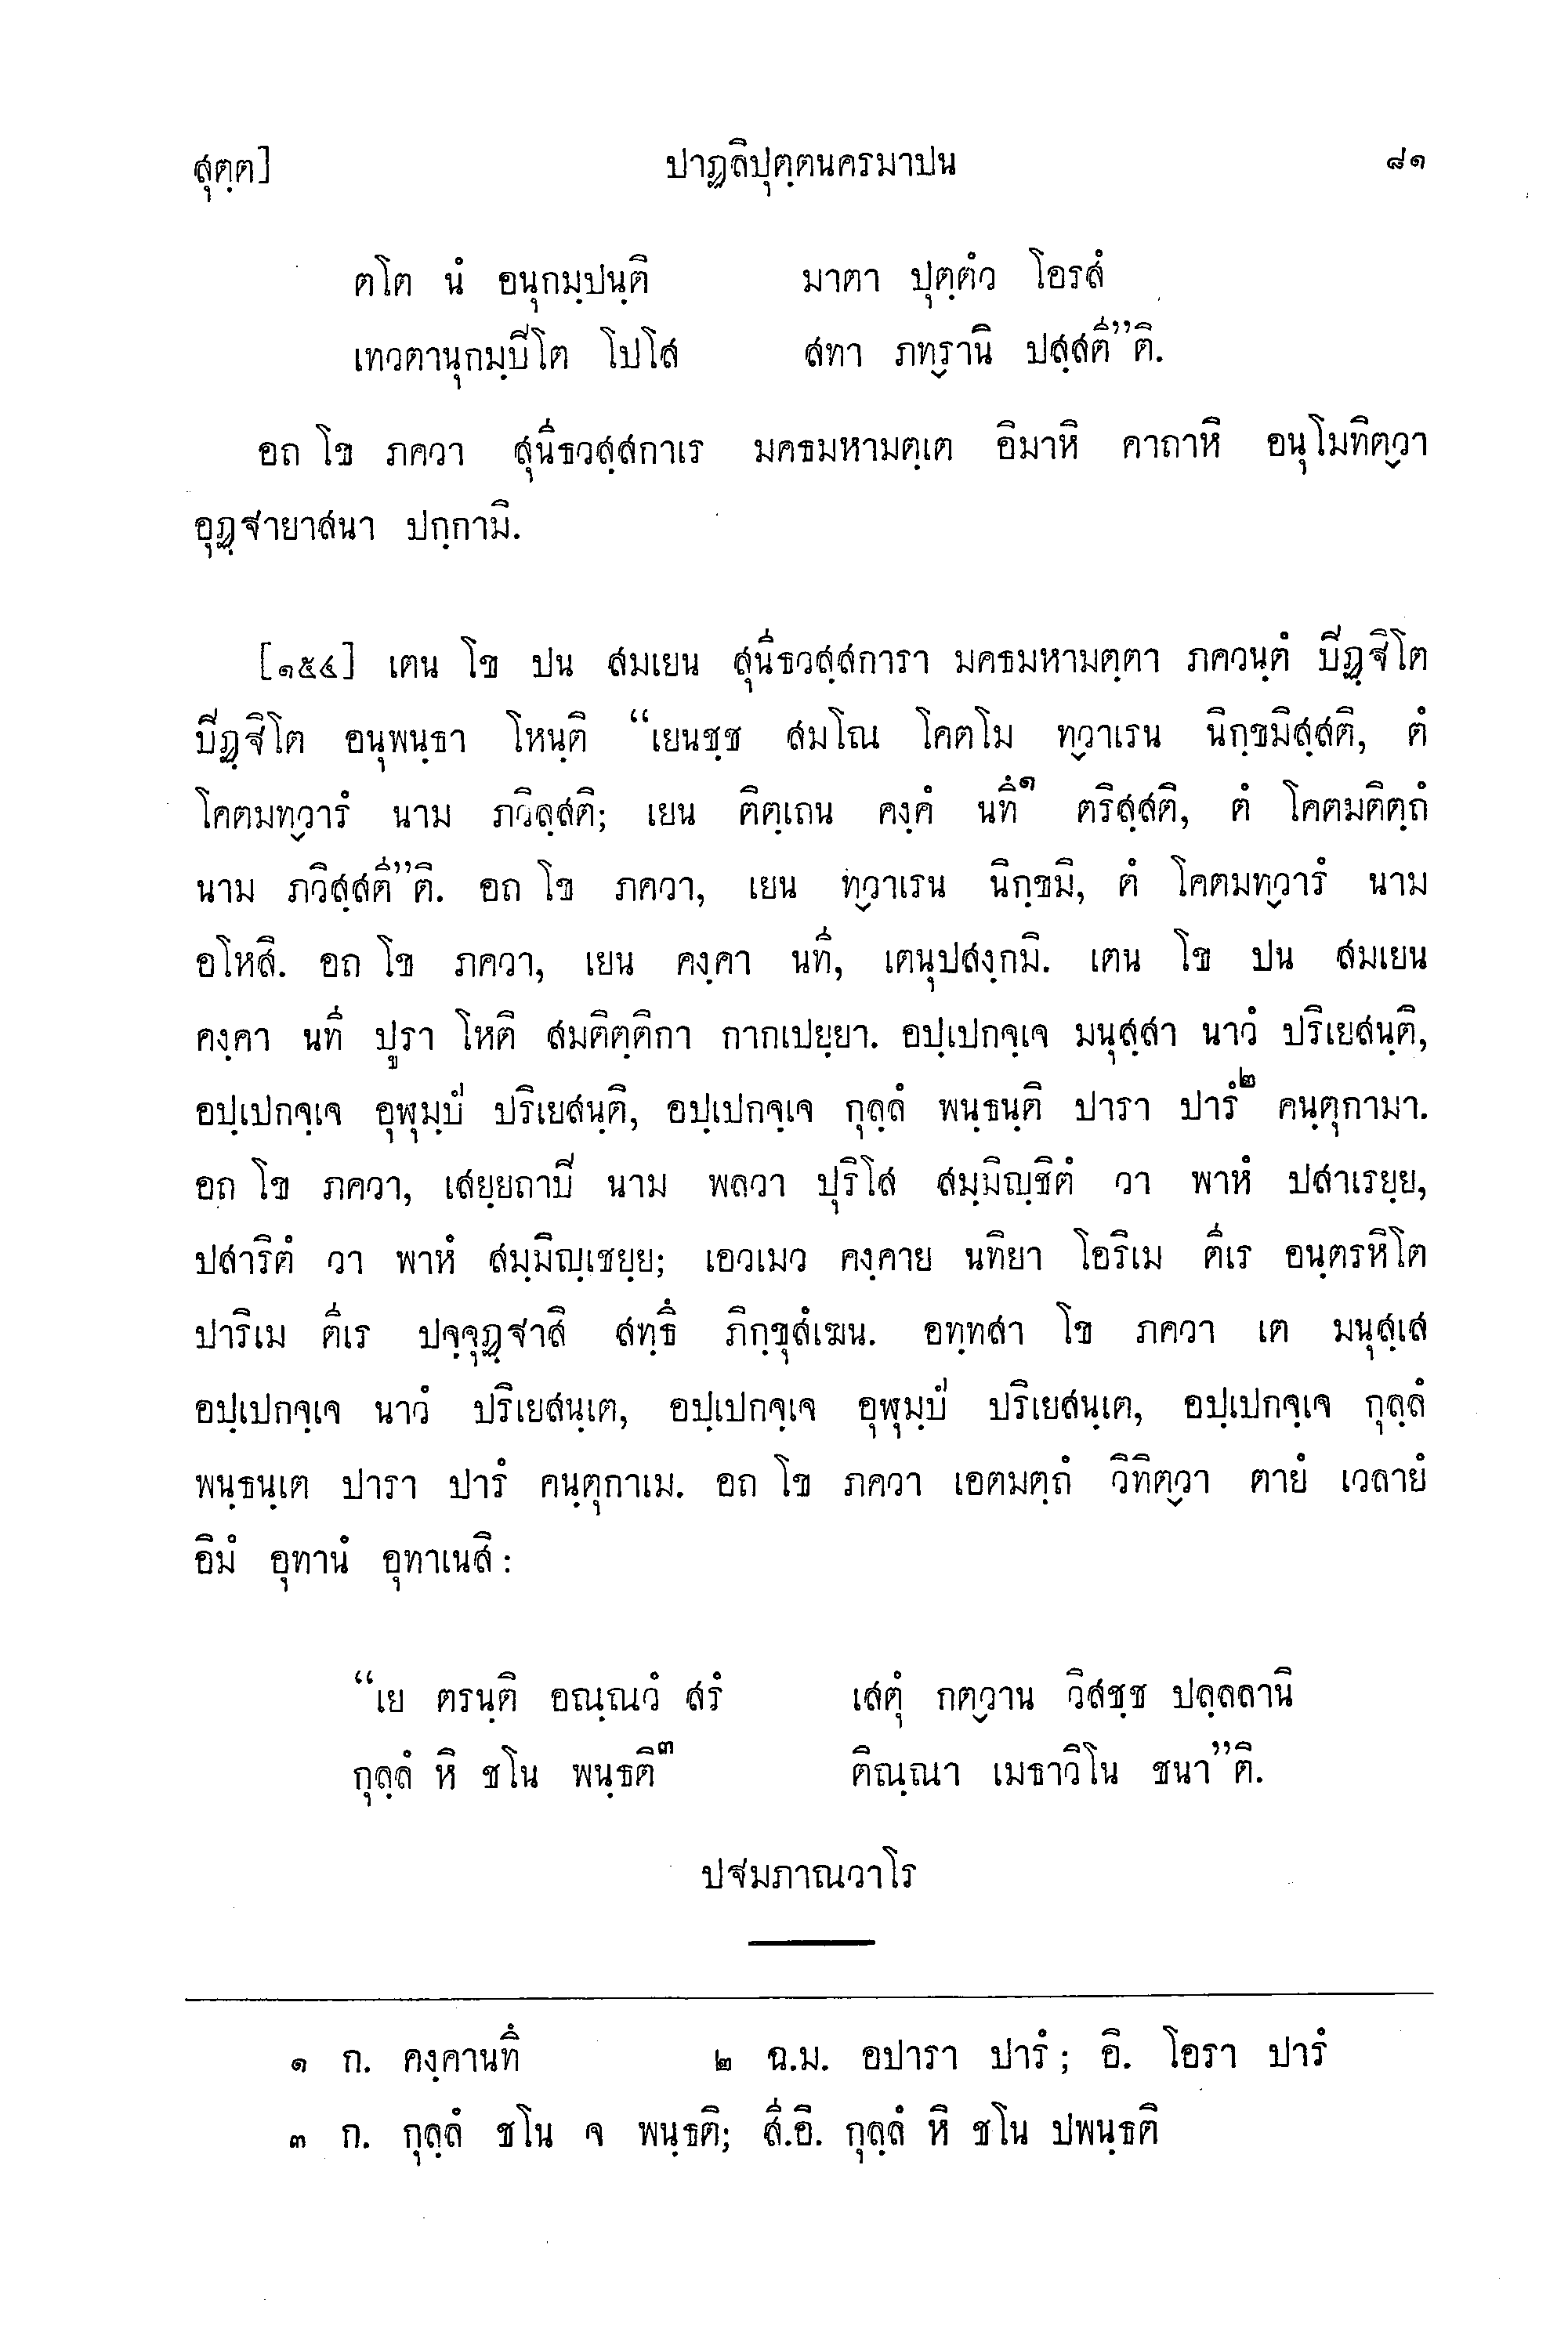 สุตฺต] ปาฏลิปุตฺตนครมาปน ๘๑
ตโต นํ อนุกมฺปนฺติ มาตา ปุตฺตํว โอรสํ
เทวตานุกมฺปิโต โปโส สทา ภทฺรานิ ปสฺสตี”ติ.
อถ โข ภควา สุนีธวสฺสกาเร มคธมหามตฺเต อิมาหิ คาถาหิ อนุโมทิตฺวา
อุฏฺฐายาสนา ปกฺกามิ.
[๑๕๔] เตน โข ปน สมเยน สุนีธวสฺสการา มคธมหามตฺตา ภควนฺตํ ปิฏฺฐิโต
ปิฏฺฐิโต อนุพนฺธา โหนฺติ “เยนชฺช สมโณ โคตโม ทฺวาเรน นิกฺขมิสฺสติ, ตํ
โคตมทฺวารํ นาม ภวิสฺสติ; เยน ติตฺเถน คงฺคํ นทึ๑ ตริสฺสติ, ตํ โคตมติตฺถํ
นาม ภวิสฺสตี”ติ. อถ โข ภควา, เยน ทฺวาเรน นิกฺขมิ, ตํ โคตมทฺวารํ นาม
อโหสิ. อถ โข ภควา, เยน คงฺคา นที, เตนุปสงฺกมิ. เตน โข ปน สมเยน
คงฺคา นที ปูรา โหติ สมติตฺติกา กากเปยฺยา. อปฺเปกจฺเจ มนุสฺสา นาวํ ปริเยสนฺติ,
อปฺเปกจฺเจ อุฬุมฺปํ ปริเยสนฺติ, อปฺเปกจฺเจ กุลฺลํ พนฺธนฺติ ปารา ปารํ๒ คนฺตุกามา.
อถ โข ภควา, เสยฺยถาปิ นาม พลวา ปุริโส สมฺมิญฺชิตํ วา พาหํ ปสาเรยฺย,
ปสาริตํ วา พาหํ สมฺมิญฺเชยฺย; เอวเมว คงฺคาย นทิยา โอริเม ตีเร อนฺตรหิโต
ปาริเม ตีเร ปจฺจุฏฺฐาสิ สทฺธึ ภิกฺขุสํเฆน. อทฺทสา โข ภควา เต มนุสฺเส
อปฺเปกจฺเจ นาวํ ปริเยสนฺเต, อปฺเปกจฺเจ อุฬุมฺปํ ปริเยสนฺเต, อปฺเปกจฺเจ กุลฺลํ
พนฺธนฺเต ปารา ปารํ คนฺตุกาเม. อถ โข ภควา เอตมตฺถํ วิทิตฺวา ตายํ เวลายํ
อิมํ อุทานํ อุทาเนสิ:
“เย ตรนฺติ อณฺณวํ สรํ เสตุํ กตฺวาน วิสชฺช ปลฺลลานิ
กุลฺลํ หิ ชโน พนฺธติ๓ ติณฺณา เมธาวิโน ชนา”ติ.
ปฐมภาณวาโร
๑ ก. คงฺคานทึ ๒ ฉ.ม. อปารา ปารํ; อิ. โอรา ปารํ
๓ ก. กุลฺลํ ชโน จ พนฺธติ; สี.อิ. กุลฺลํ หิ ชโน ปพนฺธติ